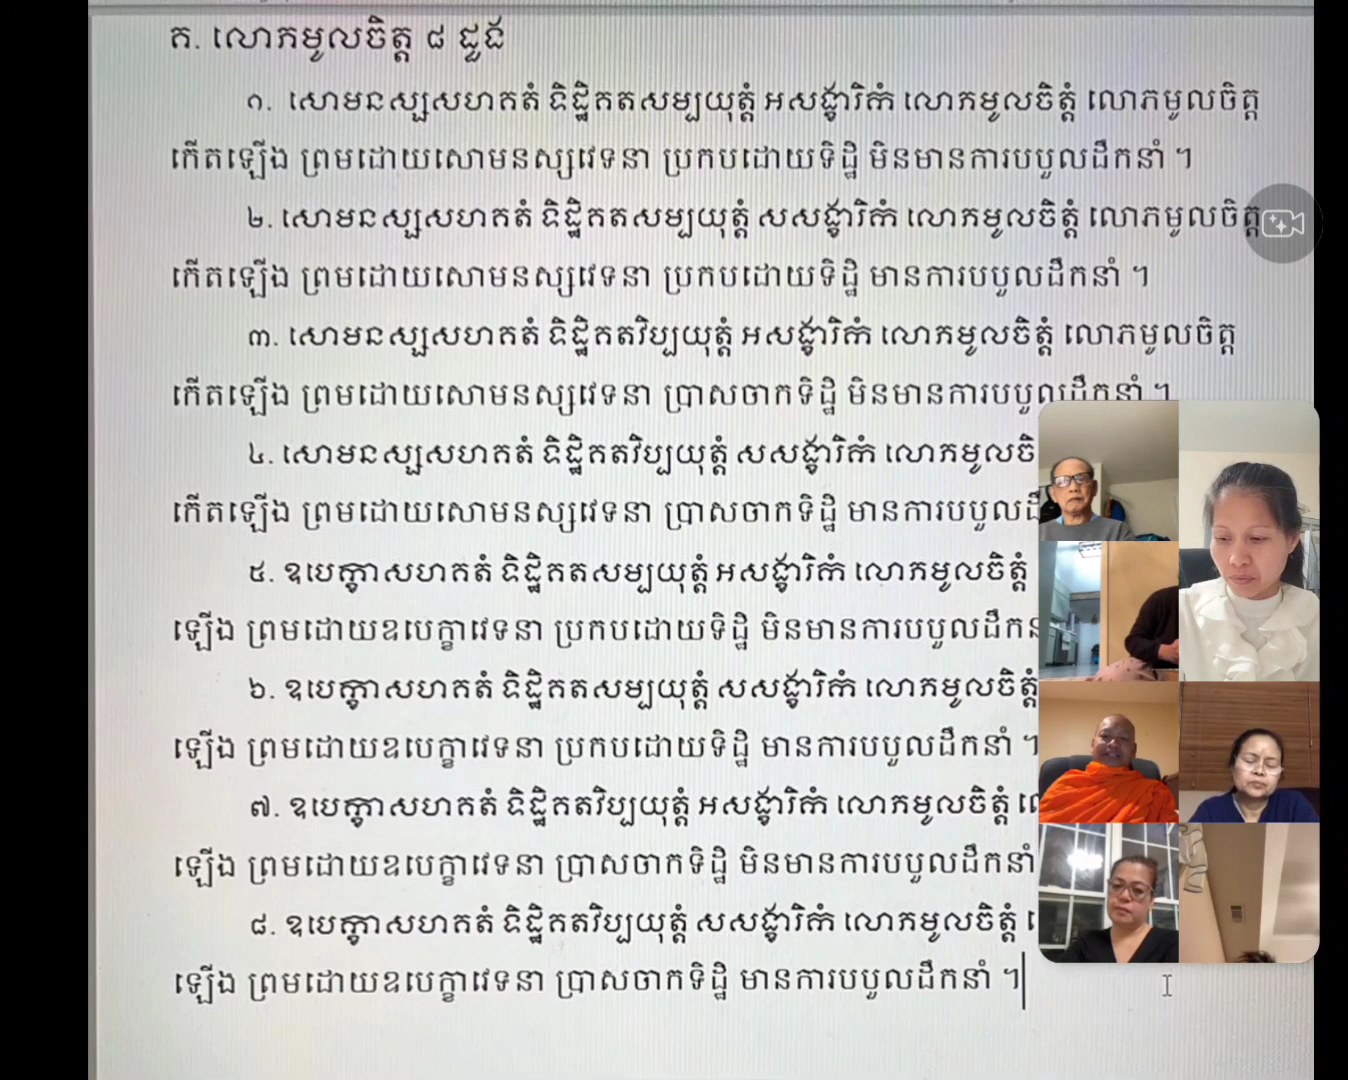 ក. លោភមូលចិត្ត ៨ ដួង
១. សោមនស្សសហគតំ ទិដ្ឋិគតសម្បយុត្តំ អសង្ខារិកំ លោភមូលចិត្តំ លោភមូលចិត្ត
កើតឡើង ព្រមដោយសោមនស្សវេទនា ប្រកបដោយទិដ្ឋិ មិនមានការបបួលដឹកនាំ ។
២. សោមនស្សសហគតំ ទិដ្ឋិគតសម្បយុត្តំ សសង្ខារិកំ លោភមូលចិត្តំ លោភមូលចិត្ត
កើតឡើង ព្រមដោយសោមនស្សវេទនា ប្រកបដោយទិដ្ឋិ មានការបបួលដឹកនាំ ។
៣. សោមនស្សសហគតំ ទិដ្ឋិគតវិប្បយុត្តំ អសង្ខារិកំ លោភមូលចិត្តំ លោភមូលចិត្ត
កើតឡើង ព្រមដោយសោមនស្សវេទនា ប្រាសចាកទិដ្ឋិ មិនមានការបបួលដឹកនាំ ។
៤. សោមនស្សសហគតំ ទិដ្ឋិគតវិប្បយុត្តំ សសង្ខារិកំ លោភមូលចិ
កើតឡើង ព្រមដោយសោមនស្សវេទនា ប្រាសចាកទិដ្ឋិ មានការបបួលដឹ
៥. ឧបេក្ខាសហគតំ ទិដ្ឋិគតសម្បយុត្តំ អសង្ខារិកំ លោភមូលចិត្តំ
ឡើង ព្រមដោយឧបេក្ខាវេទនា ប្រកបដោយទិដ្ឋិ មិនមានការបបួលដឹកន
៦. ឧបេក្ខាសហគតំ ទិដ្ឋិគតសម្បយុត្តំ សសង្ខារិកំ លោភមូលចិត្តំ
ឡើង ព្រមដោយឧបេក្ខាវេទនា ប្រកបដោយទិដ្ឋិ មានការបបួលដឹកនាំ ។
៧. ឧបេក្ខាសហគតំ ទិដ្ឋិគតវិប្បយុត្តំ អសង្ខារិកំ លោភមូលចិត្តំ
ឡើង ព្រមដោយឧបេក្ខាវេទនា ប្រាសចាកទិដ្ឋិ មិនមានការបបួលដឹកនាំ
៨. ឧបេក្ខាសហគតំ ទិដ្ឋិគតវិប្បយុត្តំ សសង្ខារិកំ លោភមូលចិត្តំ
ឡើង ព្រមដោយឧបេក្ខាវេទនា ប្រាសចាកទិដ្ឋិ មានការបបួលដឹកនាំ ។